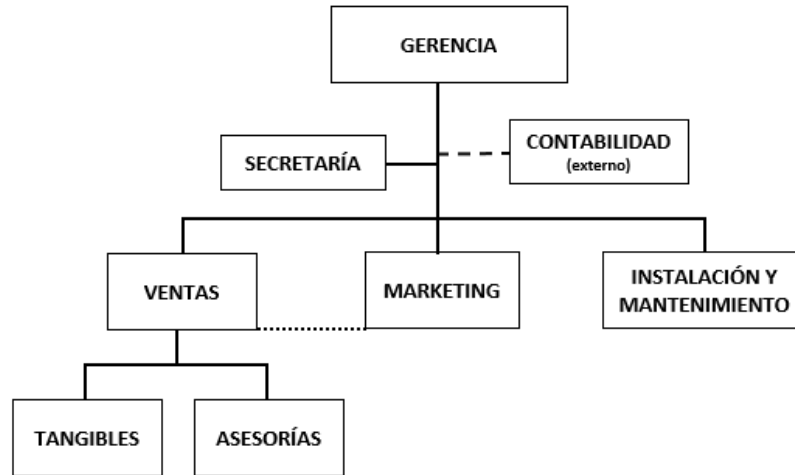 GERENCIA
SECRETARÍA
CONTABILIDAD
(externo)
VENTAS
MARKETING
INSTALACIÓN Y
MANTENIMIENTO
TANGIBLES
ASESORÍAS